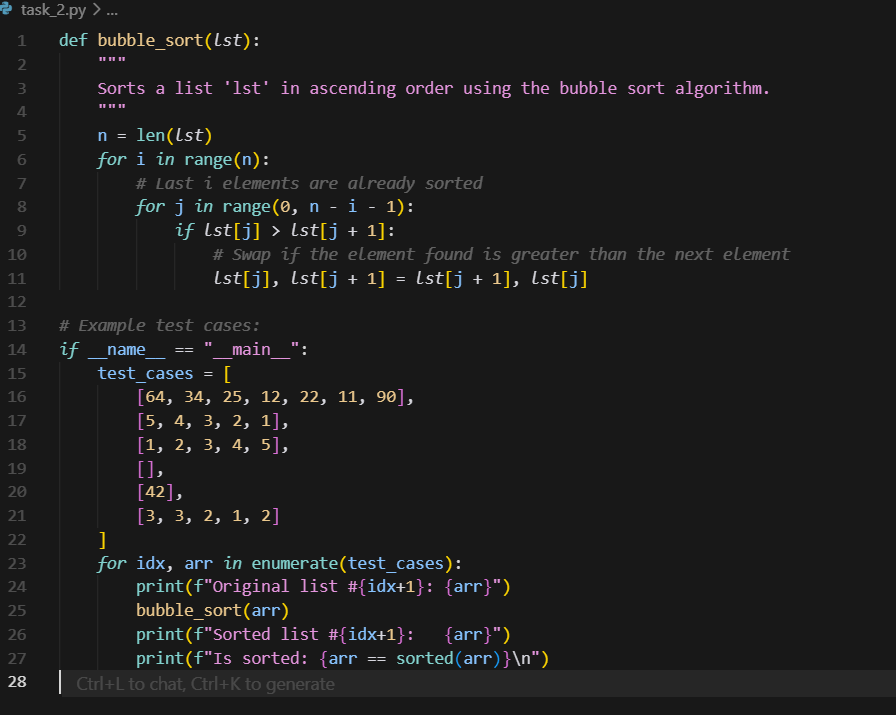 task_2.py > ...
1 def bubble_sort(lst):
2     """
3     Sorts a list 'lst' in ascending order using the bubble sort algorithm.
4     """
5     n = len(lst)
6     for i in range(n):
7         # Last i elements are already sorted
8         for j in range(0, n - i - 1):
9             if lst[j] > lst[j + 1]:
10                 # Swap if the element found is greater than the next element
11                 lst[j], lst[j + 1] = lst[j + 1], lst[j]
12
13 # Example test cases:
14 if __name__ == "__main__":
15     test_cases = [
16         [64, 34, 25, 12, 22, 11, 90],
17         [5, 4, 3, 2, 1],
18         [1, 2, 3, 4, 5],
19         [],
20         [42],
21         [3, 3, 2, 1, 2]
22     ]
23     for idx, arr in enumerate(test_cases):
24         print(f"Original list #{idx+1}: {arr}")
25         bubble_sort(arr)
26         print(f"Sorted list #{idx+1}:   {arr}")
27         print(f"Is sorted: {arr == sorted(arr)}\n")
28 Ctrl+L to chat, Ctrl+K to generate